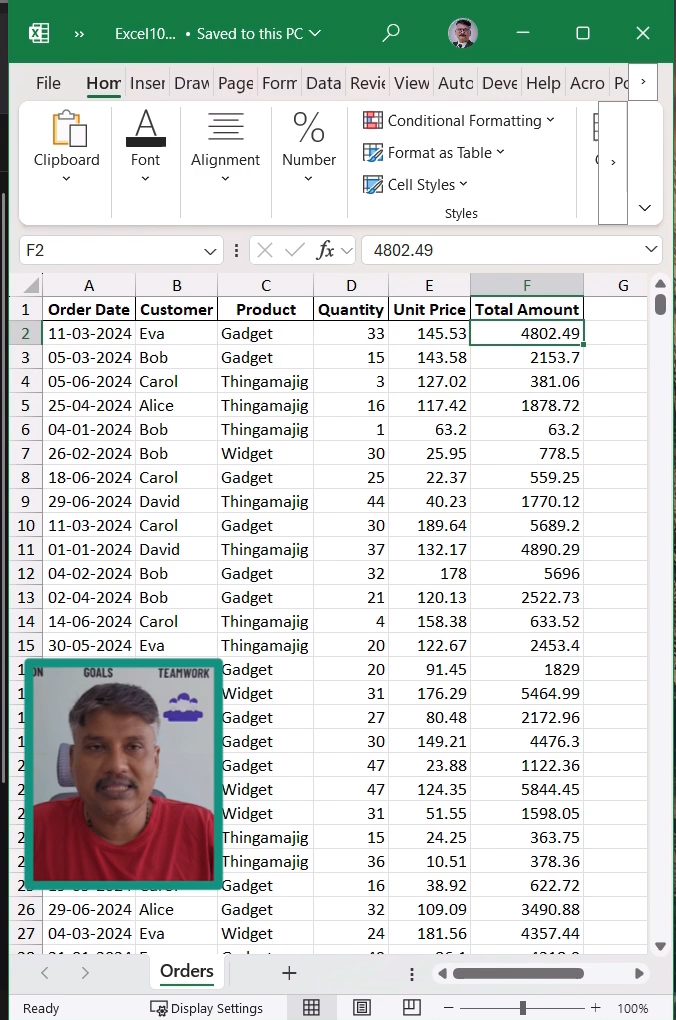 Excel10... • Saved to this PC
File Hom Inser Draw Page Form Data Revie View Auto Deve Help Acro
Clipboard Font Alignment Number
Conditional Formatting
Format as Table
Cell Styles
Styles
F2 fx 4802.49
A B C D E F G
1 Order Date Customer Product Quantity Unit Price Total Amount
2 11-03-2024 Eva Gadget 33 145.53 4802.49
3 05-03-2024 Bob Gadget 15 143.58 2153.7
4 05-06-2024 Carol Thingamajig 3 127.02 381.06
5 25-04-2024 Alice Thingamajig 16 117.42 1878.72
6 04-01-2024 Bob Thingamajig 1 63.2 63.2
7 26-02-2024 Bob Widget 30 25.95 778.5
8 18-06-2024 Carol Gadget 25 22.37 559.25
9 29-06-2024 David Thingamajig 44 40.23 1770.12
10 11-03-2024 Carol Gadget 30 189.64 5689.2
11 01-01-2024 David Thingamajig 37 132.17 4890.29
12 04-02-2024 Bob Gadget 32 178 5696
13 02-04-2024 Bob Gadget 21 120.13 2522.73
14 14-06-2024 Carol Thingamajig 4 158.38 633.52
15 30-05-2024 Eva Thingamajig 20 122.67 2453.4
Gadget 20 91.45 1829
ON GOALS TEAMWORK
Widget 31 176.29 5464.99
Gadget 27 80.48 2172.96
Gadget 30 149.21 4476.3
Gadget 47 23.88 1122.36
Widget 47 124.35 5844.45
Widget 31 51.55 1598.05
Thingamajig 15 24.25 363.75
Thingamajig 36 10.51 378.36
Gadget 16 38.92 622.72
26 29-06-2024 Alice Gadget 32 109.09 3490.88
27 04-03-2024 Eva Widget 24 181.56 4357.44
Orders
Ready Display Settings 100%